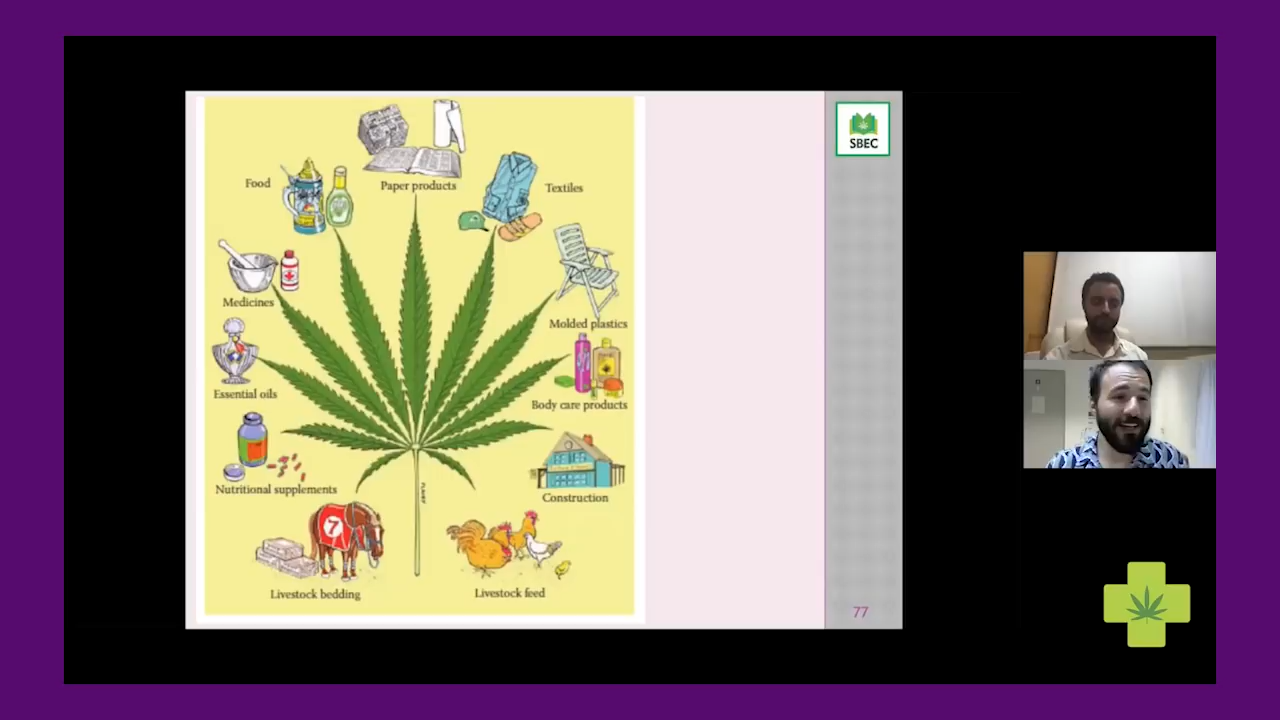 SBEC
Paper products
Food
Textiles
Medicines
Molded plastics
Essential oils
Body care products
Nutritional supplements
Construction
7
Livestock bedding
Livestock feed
77